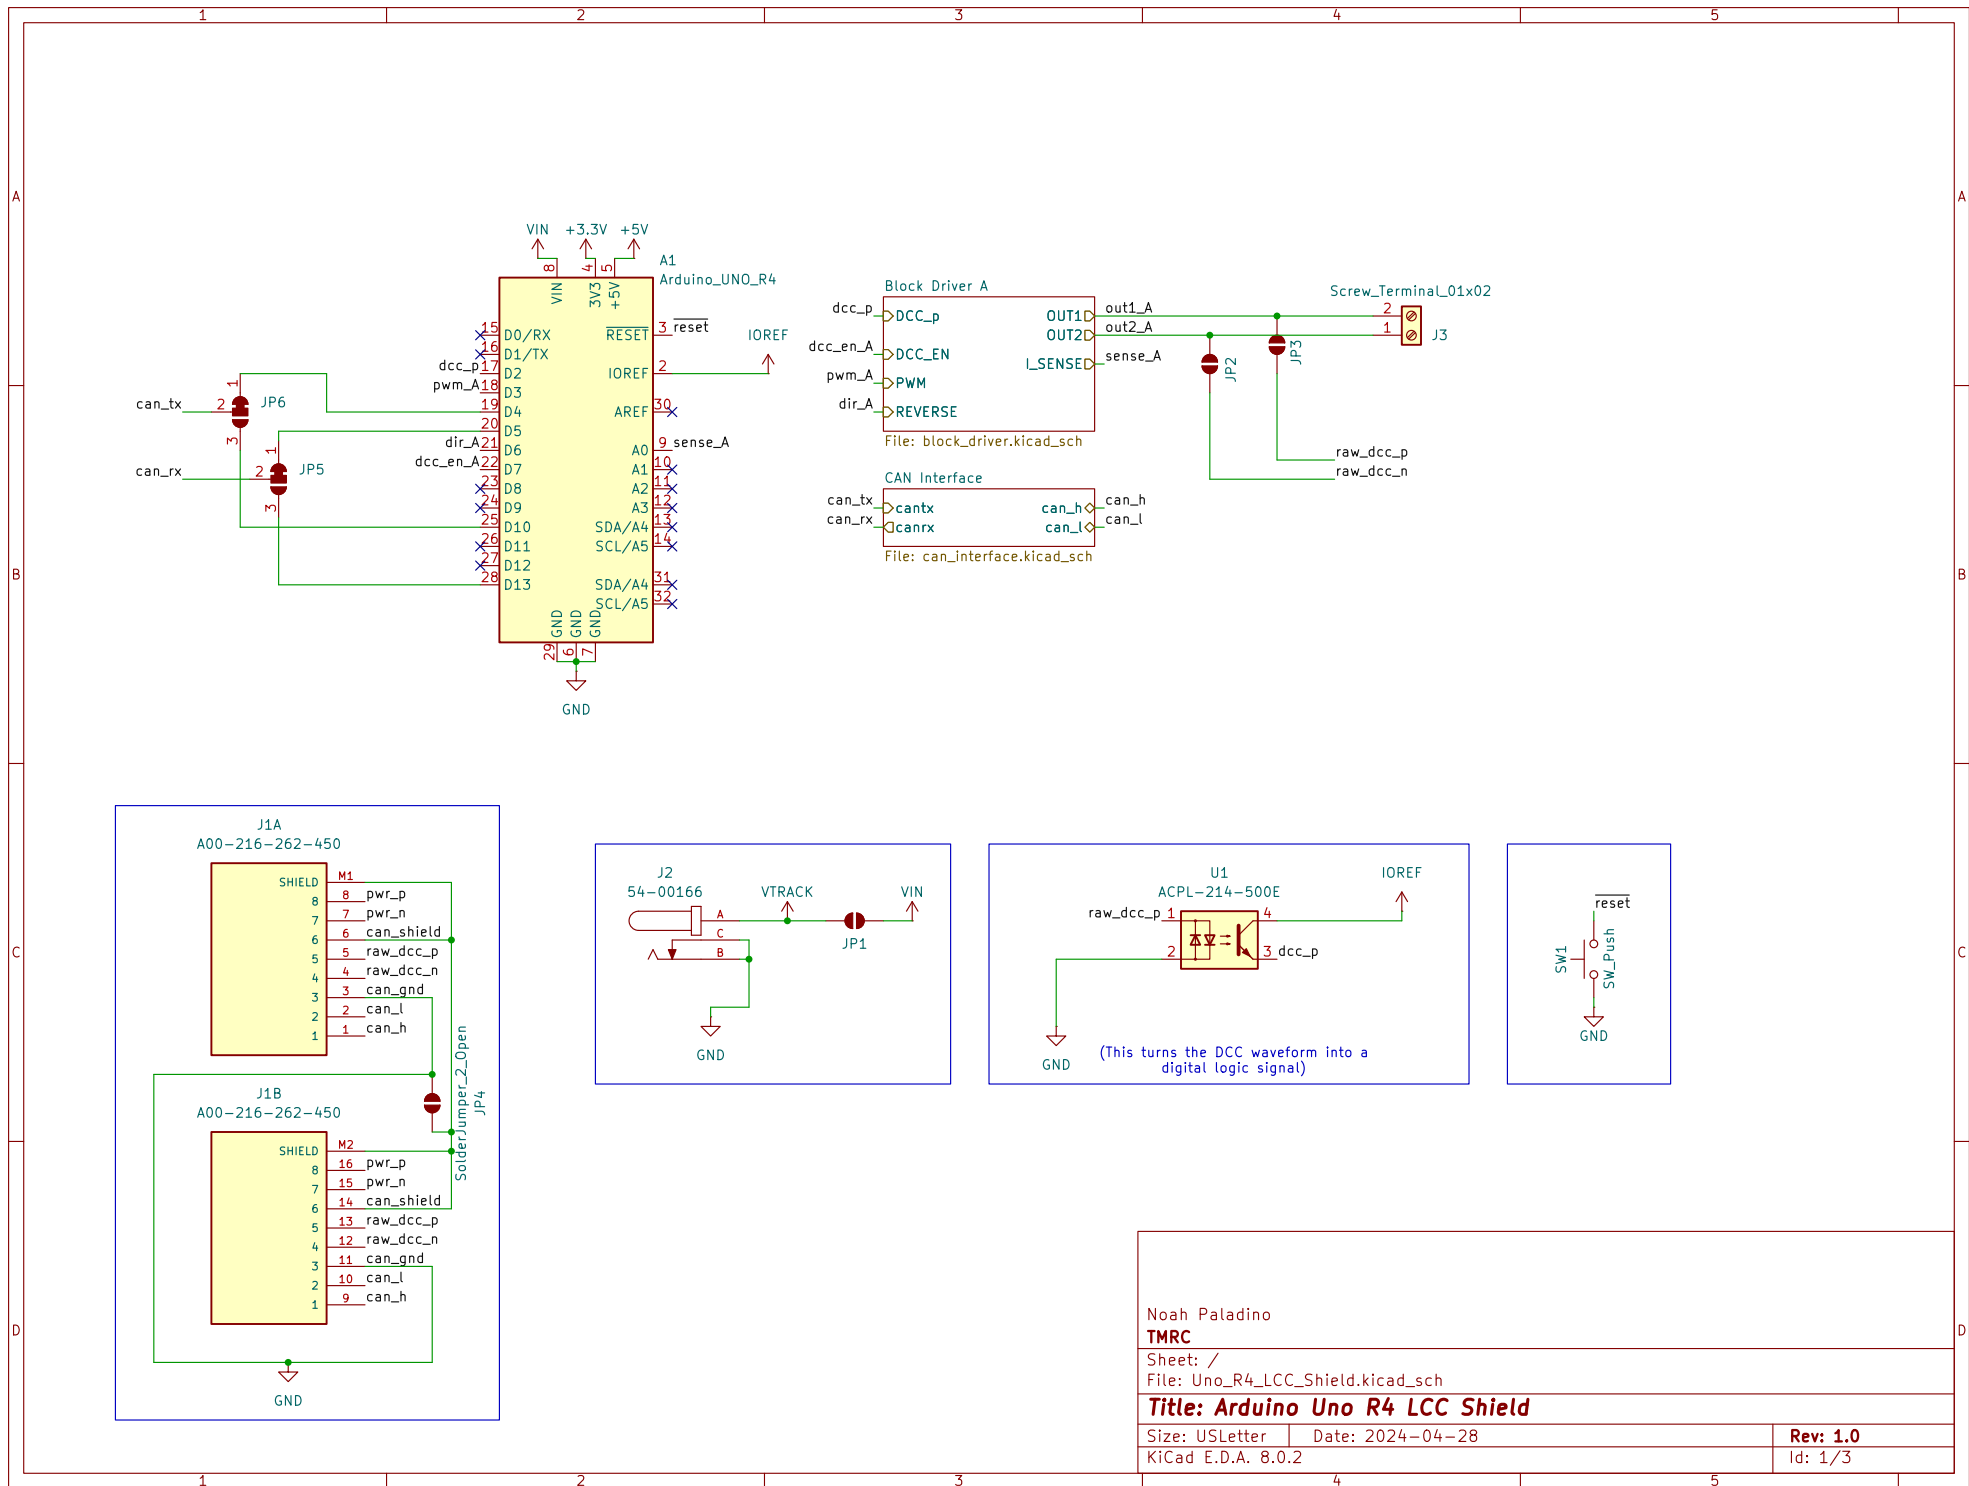 1 2 3 4 5
A A
B B
C C
D D
VIN +3.3V +5V
A1
Arduino_UNO_R4
8 4 5
VIN 3V3 +5V
15 D0/RX
16 D1/TX
dcc_p 17 D2
pwm_A 18 D3
19 D4
20 D5
dir_A 21 D6
dcc_en_A 22 D7
23 D8
24 D9
25 D10
26 D11
27 D12
28 D13
RESET 3 reset
IOREF 2
IOREF
AREF 30
A0 9 sense_A
A1 10
A2 11
A3 12
SDA/A4 13
SCL/A5 14
SDA/A4 31
SCL/A5 32
GND GND GND
29 6 7
GND
can_tx 2 1 3 JP6
can_rx 2 1 3 JP5
Block Driver A
dcc_p DCC_p
dcc_en_A DCC_EN
pwm_A PWM
dir_A REVERSE
OUT1 out1_A
OUT2 out2_A
I_SENSE sense_A
File: block_driver.kicad_sch
CAN Interface
can_tx cantx
can_rx canrx
can_h can_h
can_l can_l
File: can_interface.kicad_sch
Screw_Terminal_01x02
2
1 J3
JP2
JP3
raw_dcc_p
raw_dcc_n
J1A
A00-216-262-450
SHIELD M1
8 8 pwr_p
7 7 pwr_n
6 6 can_shield
5 5 raw_dcc_p
4 4 raw_dcc_n
3 3 can_gnd
2 2 can_l
1 1 can_h
SolderJumper_2_Open
JP4
J1B
A00-216-262-450
SHIELD M2
8 16 pwr_p
7 15 pwr_n
6 14 can_shield
5 13 raw_dcc_p
4 12 raw_dcc_n
3 11 can_gnd
2 10 can_l
1 9 can_h
GND
J2
54-00166
A
C
B
VTRACK
JP1
VIN
GND
U1
ACPL-214-500E
raw_dcc_p 1
2
4
3 dcc_p
IOREF
GND
(This turns the DCC waveform into a
digital logic signal)
reset
SW1
SW_Push
GND
Noah Paladino
TMRC
Sheet: /
File: Uno_R4_LCC_Shield.kicad_sch
Title: Arduino Uno R4 LCC Shield
Size: USLetter Date: 2024-04-28 Rev: 1.0
KiCad E.D.A. 8.0.2 Id: 1/3
1 2 3 4 5